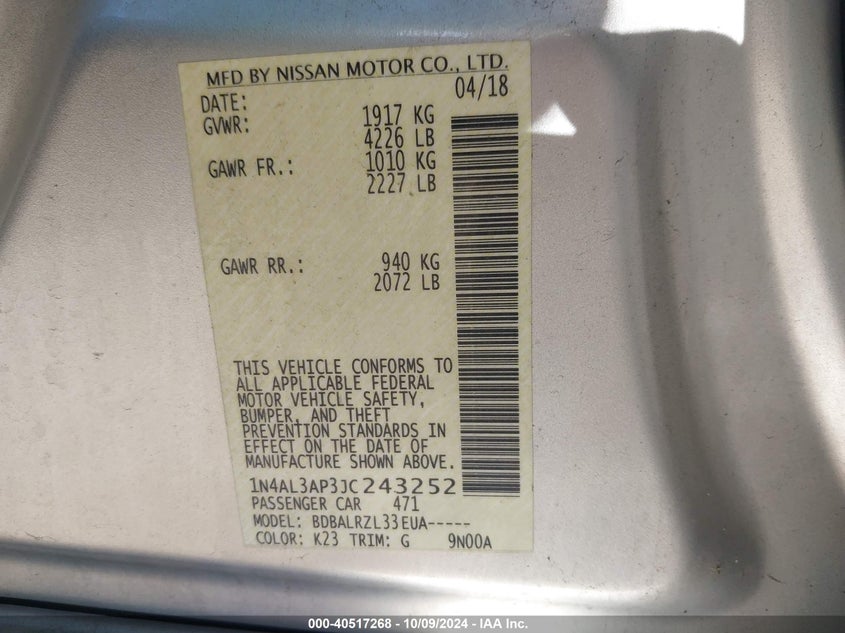 MFD BY NISSAN MOTOR CO., LTD.
DATE: 04/18
GVWR: 1917 KG
4226 LB
GAWR FR.: 1010 KG
2227 LB
GAWR RR.: 940 KG
2072 LB
THIS VEHICLE CONFORMS TO
ALL APPLICABLE FEDERAL
MOTOR VEHICLE SAFETY,
BUMPER, AND THEFT
PREVENTION STANDARDS IN
EFFECT ON THE DATE OF
MANUFACTURE SHOWN ABOVE.
1N4AL3AP3JC243252
PASSENGER CAR 471
MODEL: BDBALRZL33EUA-----
COLOR: K23 TRIM: G 9N00A
000-40517268 - 10/09/2024 - IAA Inc.